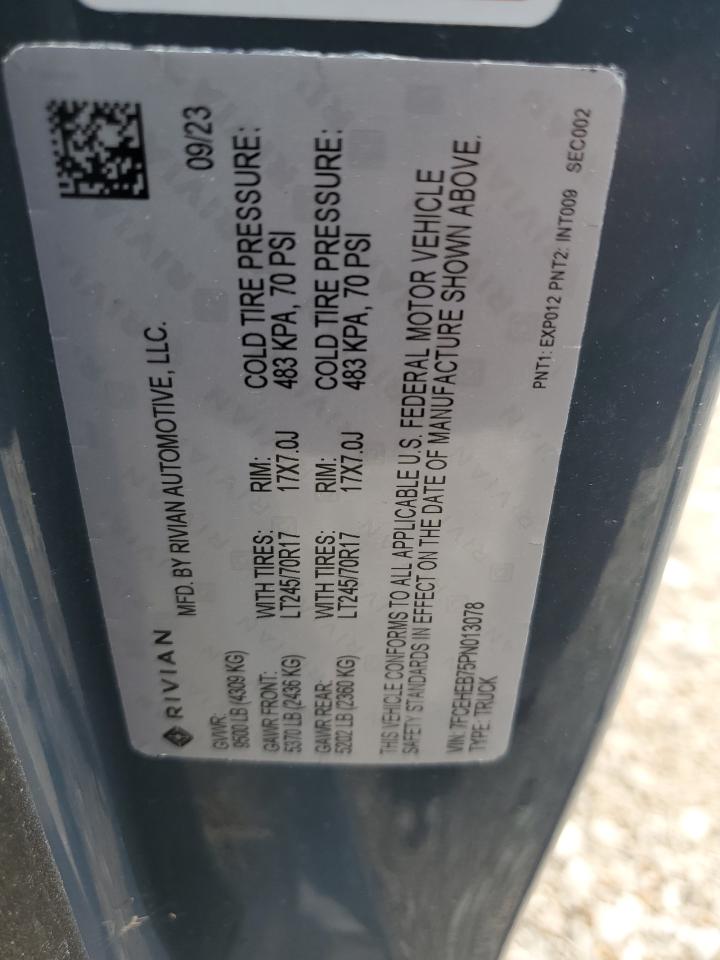 RIVIAN
MFD. BY RIVIAN AUTOMOTIVE, LLC. 09/23
GVWR:
9500 LB (4309 KG)
GAWR FRONT: WITH TIRES: RIM: COLD TIRE PRESSURE:
5370 LB (2436 KG) LT24570R17 17X7.0J 483 KPA, 70 PSI
GAWR REAR: WITH TIRES: RIM: COLD TIRE PRESSURE:
5202 LB (2360 KG) LT24570R17 17X7.0J 483 KPA, 70 PSI
THIS VEHICLE CONFORMS TO ALL APPLICABLE U.S. FEDERAL MOTOR VEHICLE
SAFETY STANDARDS IN EFFECT ON THE DATE OF MANUFACTURE SHOWN ABOVE.
VIN: 7FCEHEB75PN013078
TYPE: TRUCK
PNT1: EXP012 PNT2: INT009 SEC002